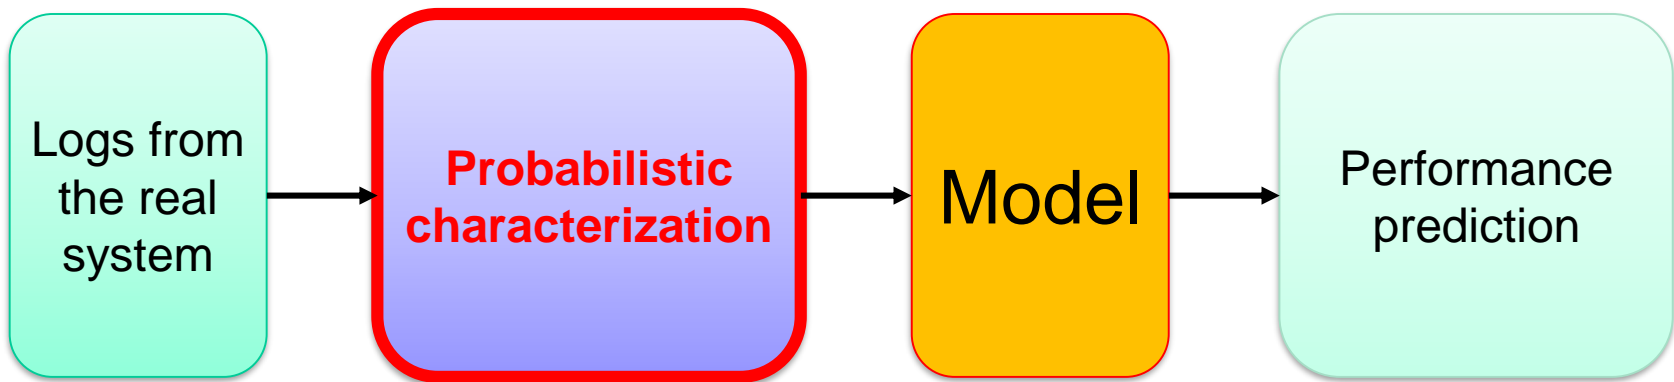 Logs from
the real
system
Probabilistic
characterization
Model
Performance
prediction